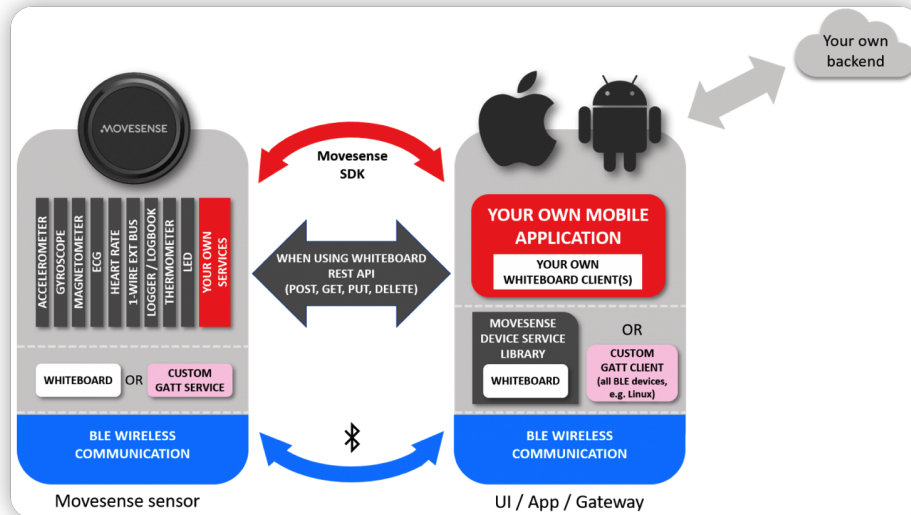 Your own
backend
MOVESENSE
Movesense
SDK
ACCELEROMETER
GYROSCOPE
MAGNETOMETER
ECG
HEART RATE
1-WIRE EXT BUS
LOGGER / LOGBOOK
THERMOMETER
LED
YOUR OWN
SERVICES
WHEN USING WHITEBOARD
REST API
(POST, GET, PUT, DELETE)
YOUR OWN MOBILE
APPLICATION
YOUR OWN
WHITEBOARD CLIENT(S)
MOVESENSE
DEVICE SERVICE
LIBRARY
WHITEBOARD
OR
CUSTOM
GATT CLIENT
(all BLE devices,
e.g. Linux)
WHITEBOARD
OR
CUSTOM
GATT SERVICE
BLE WIRELESS
COMMUNICATION
BLE WIRELESS
COMMUNICATION
Movesense sensor
UI / App / Gateway